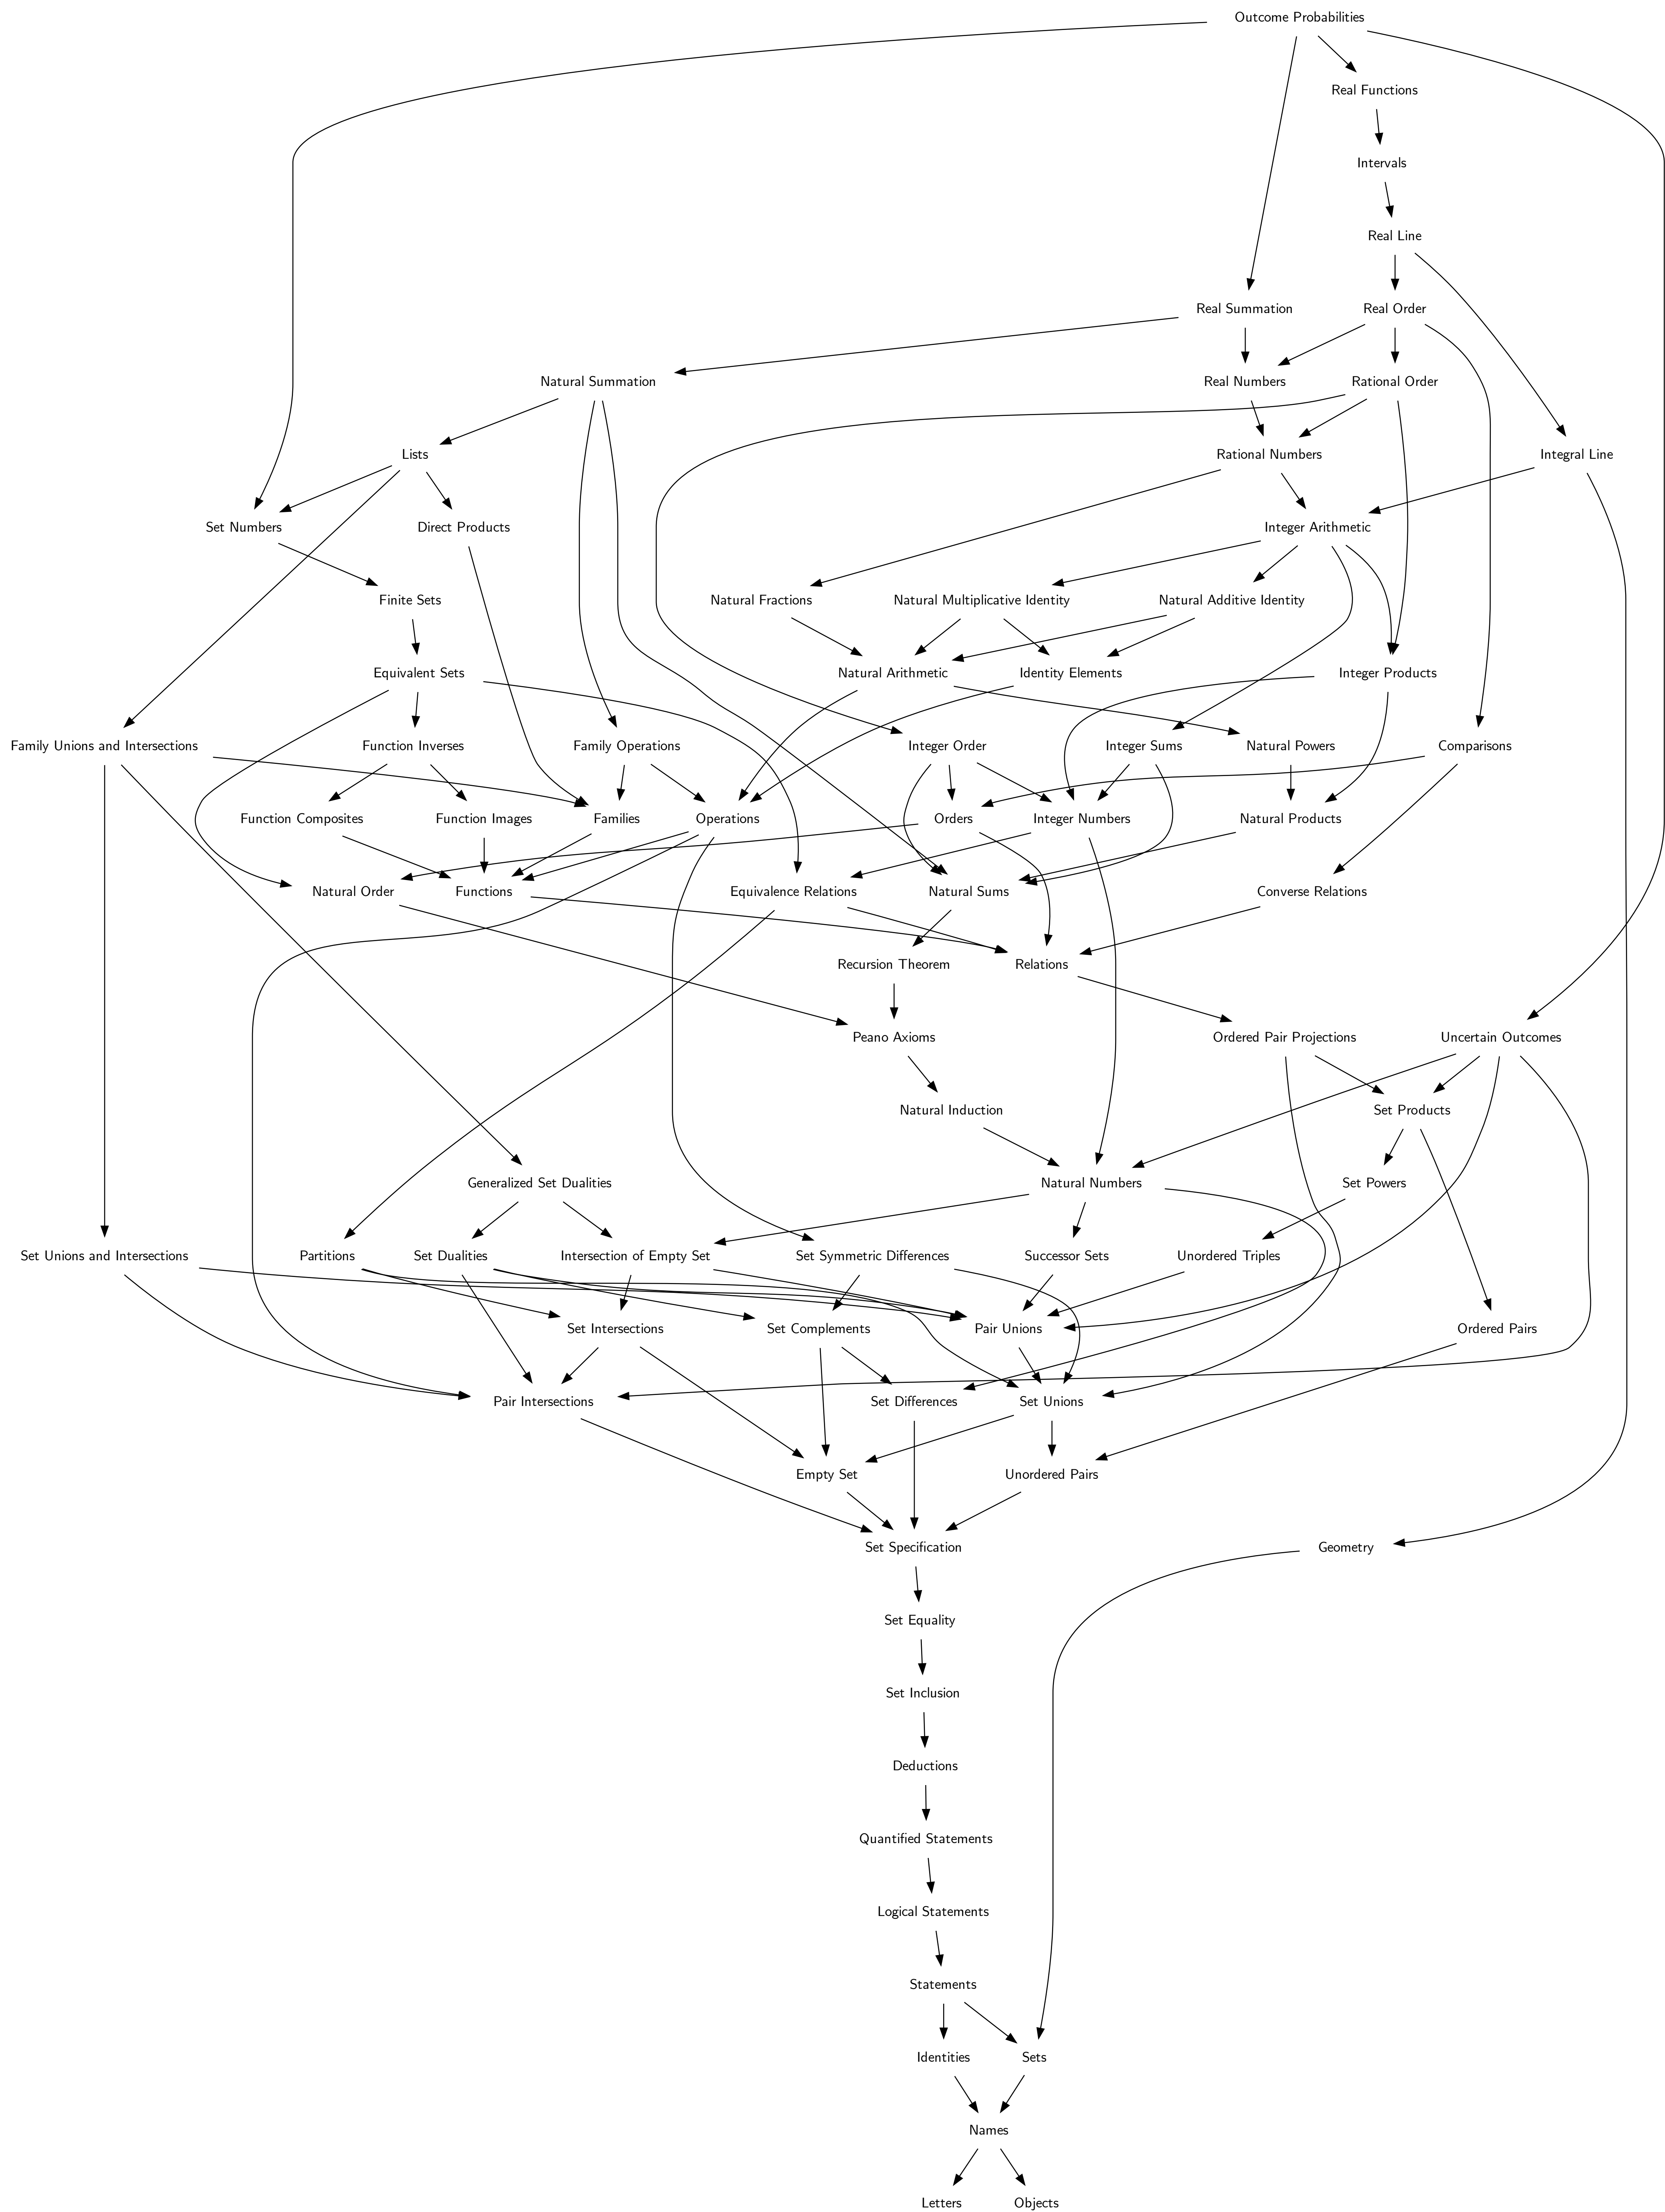 Outcome Probabilities
Real Functions
Intervals
Real Line
Real Summation
Real Order
Natural Summation
Real Numbers
Rational Order
Lists
Rational Numbers
Integral Line
Set Numbers
Direct Products
Integer Arithmetic
Finite Sets
Natural Fractions
Natural Multiplicative Identity
Natural Additive Identity
Equivalent Sets
Natural Arithmetic
Identity Elements
Integer Products
Family Unions and Intersections
Function Inverses
Family Operations
Integer Order
Integer Sums
Natural Powers
Comparisons
Function Composites
Function Images
Families
Operations
Orders
Integer Numbers
Natural Products
Natural Order
Functions
Equivalence Relations
Natural Sums
Converse Relations
Recursion Theorem
Relations
Peano Axioms
Ordered Pair Projections
Uncertain Outcomes
Natural Induction
Set Products
Generalized Set Dualities
Natural Numbers
Set Powers
Set Unions and Intersections
Partitions
Set Dualities
Intersection of Empty Set
Set Symmetric Differences
Successor Sets
Unordered Triples
Set Intersections
Set Complements
Pair Unions
Ordered Pairs
Pair Intersections
Set Differences
Set Unions
Empty Set
Unordered Pairs
Set Specification
Geometry
Set Equality
Set Inclusion
Deductions
Quantified Statements
Logical Statements
Statements
Identities
Sets
Names
Letters
Objects